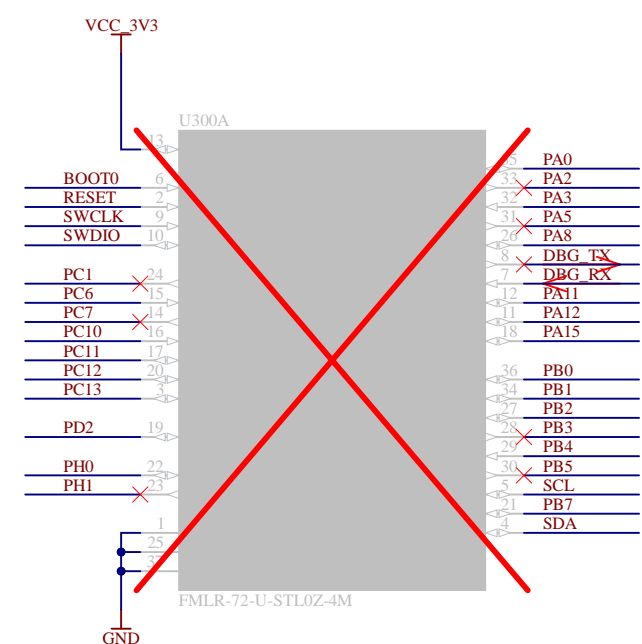 VCC_3V3
U300A
13
BOOT0 6
RESET 2
SWCLK 9
SWDIO 10
PC1 24
PC6 15
PC7 14
PC10 16
PC11 17
PC12 20
PC13 3
PD2 19
PH0 22
PH1 23
1
25
37
GND
35 PA0
33 PA2
32 PA3
31 PA5
26 PA8
8 DBG_TX
7 DBG_RX
12 PA11
11 PA12
18 PA15
36 PB0
34 PB1
27 PB2
28 PB3
29 PB4
30 PB5
5 SCL
21 PB7
4 SDA
FMLR-72-U-STL0Z-4M